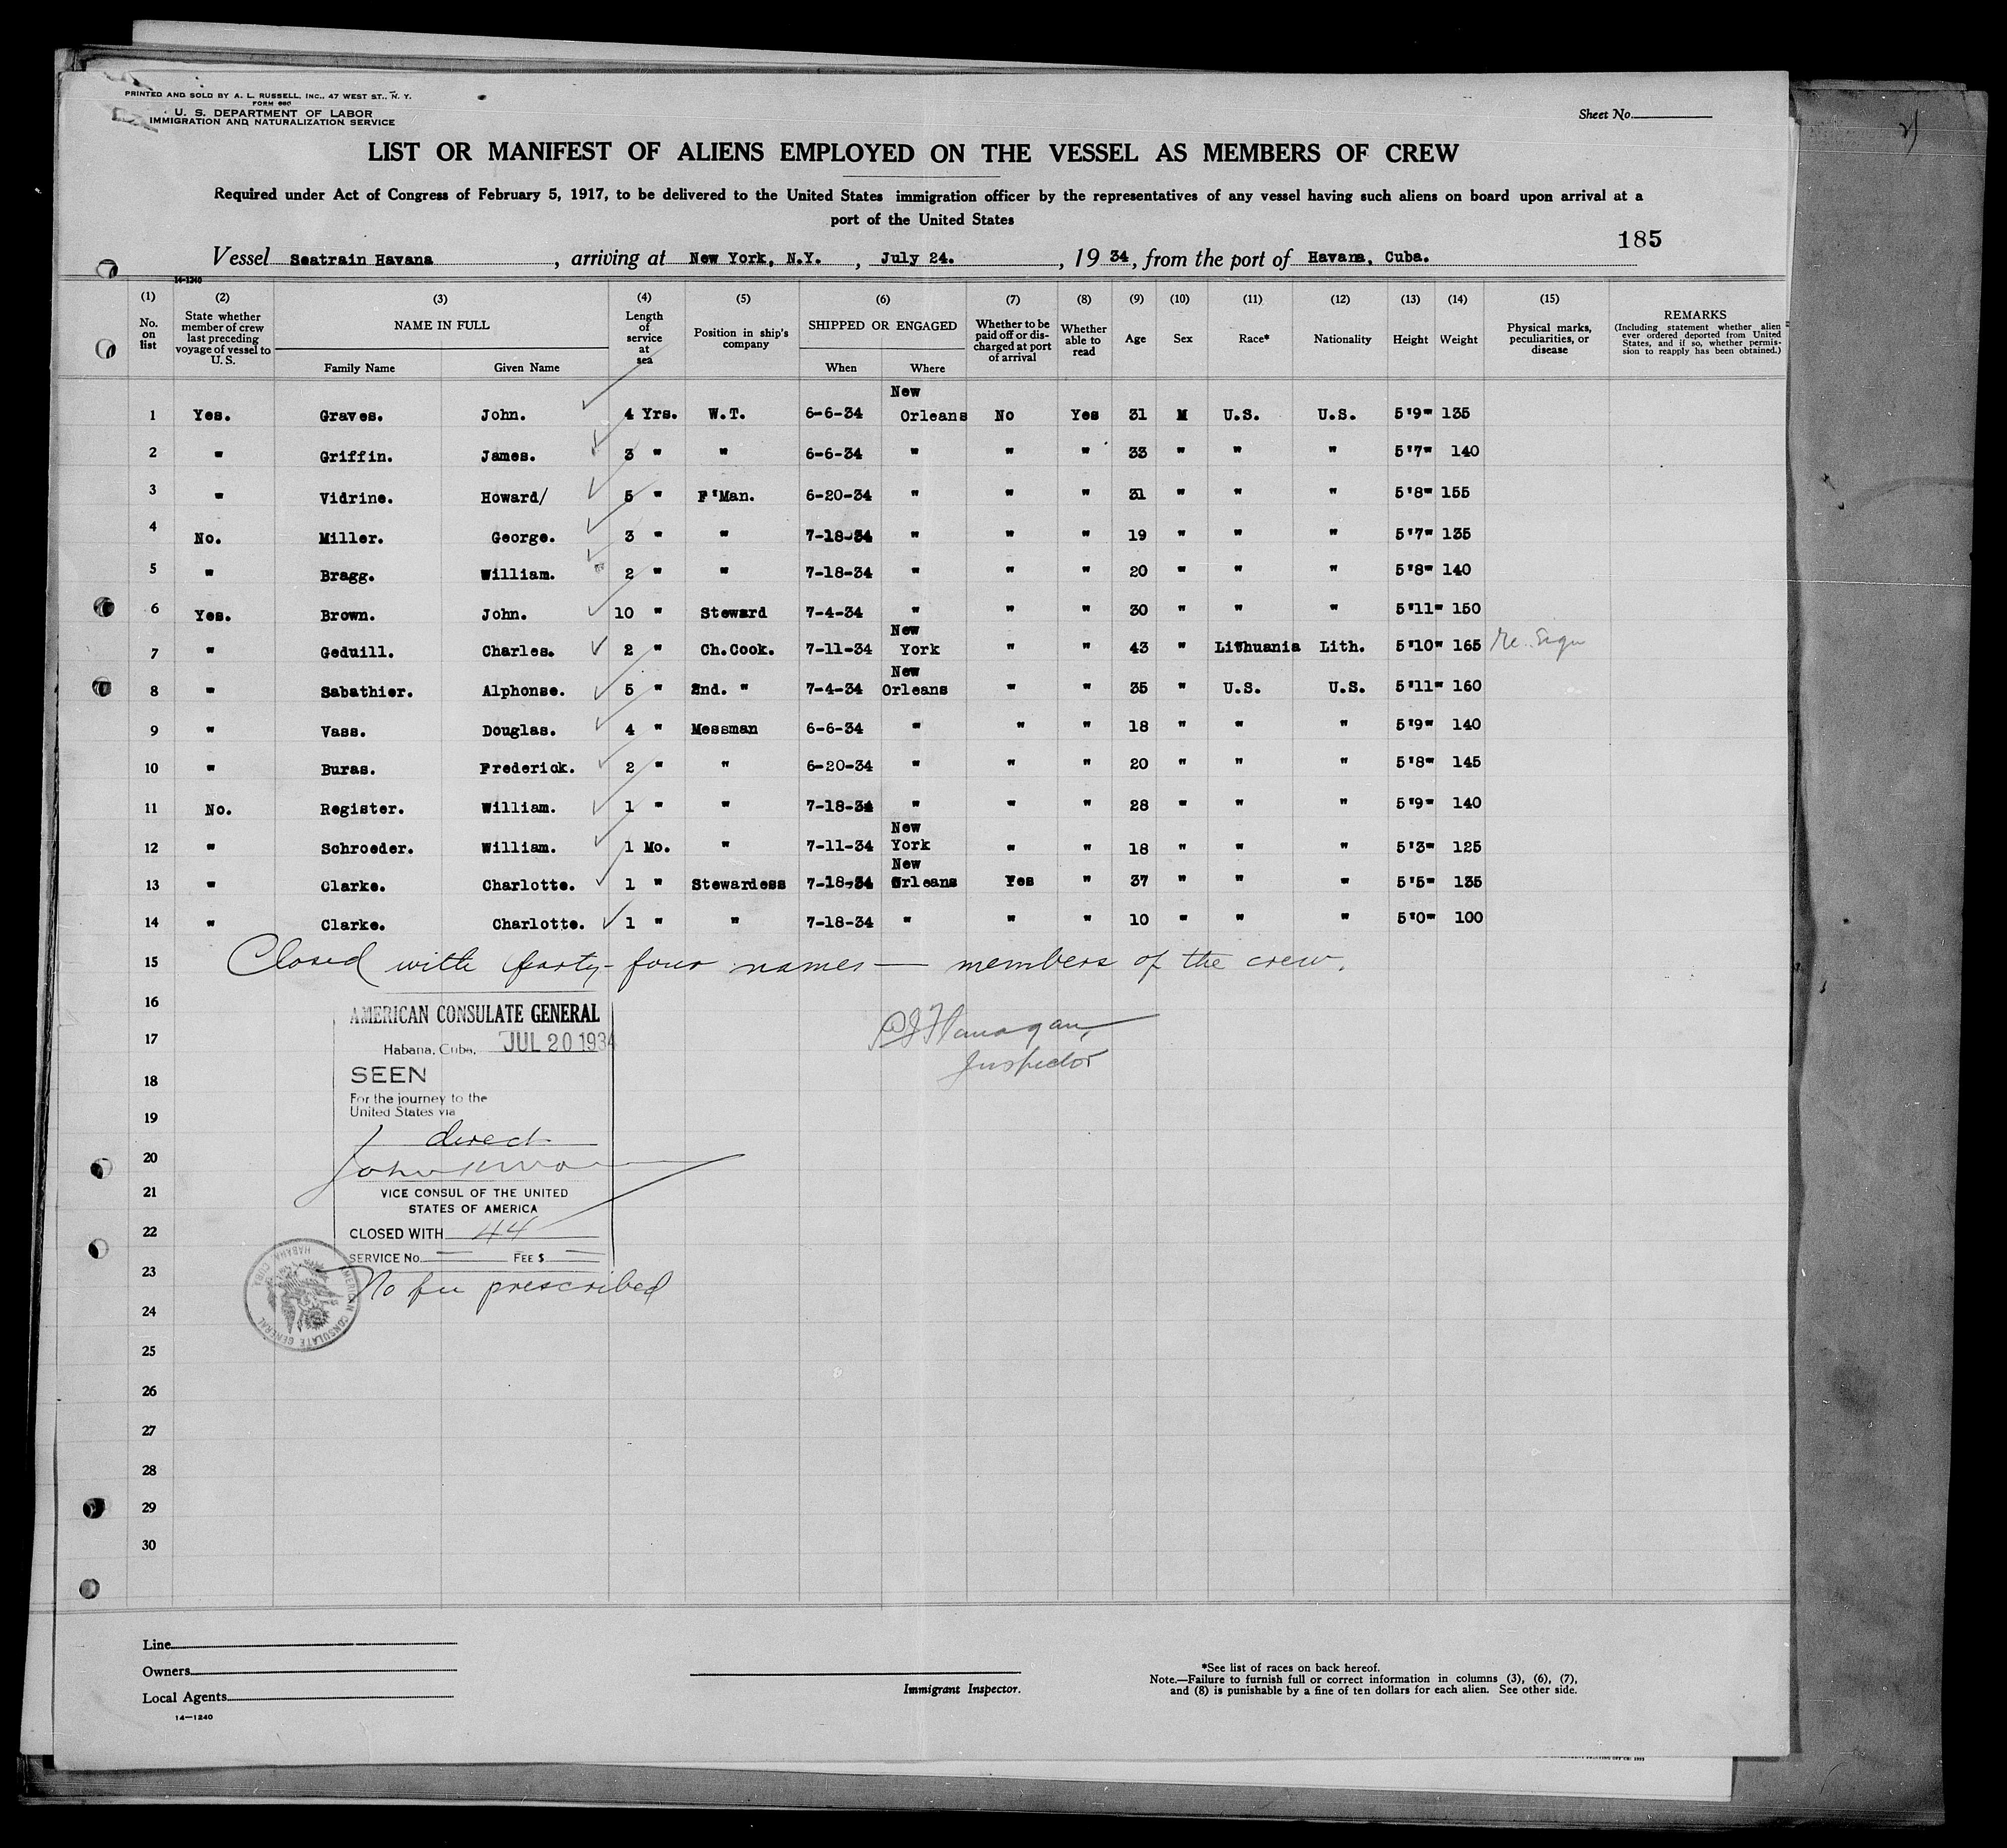 PRINTED AND SOLD BY A. L. RUSSELL, INC., 47 WEST ST., N. Y.
FORM 680
U. S. DEPARTMENT OF LABOR
IMMIGRATION AND NATURALIZATION SERVICE
Sheet No.
LIST OR MANIFEST OF ALIENS EMPLOYED ON THE VESSEL AS MEMBERS OF CREW
Required under Act of Congress of February 5, 1917, to be delivered to the United States immigration officer by the representatives of any vessel having such aliens on board upon arrival at a
port of the United States
185
Vessel Seatrain Havana, arriving at New York, N.Y., July 24., 1934, from the port of Havana, Cuba.
14-1240
(1) No. on list
(2) State whether member of crew last preceding voyage of vessel to U. S.
(3) NAME IN FULL Family Name Given Name
(4) Length of service at sea
(5) Position in ship's company
(6) SHIPPED OR ENGAGED When Where
(7) Whether to be paid off or discharged at port of arrival
(8) Whether able to read
(9) Age
(10) Sex
(11) Race*
(12) Nationality
(13) Height
(14) Weight
(15) Physical marks, peculiarities, or disease
REMARKS (Including statement whether alien ever ordered deported from United States, and if so, whether permission to reapply has been obtained.)
1 Yes. Graves. John. 4 Yrs. W.T. 6-6-34 New Orleans No Yes 31 M U.S. U.S. 5'9" 135
2 " Griffin. James. 3 " " 6-6-34 " " " 33 " " " 5'7" 140
3 " Vidrine. Howard/ 5 " F'Man. 6-20-34 " " " 31 " " " 5'8" 155
4 No. Miller. George. 3 " " 7-18-34 " " " 19 " " " 5'7" 135
5 " Bragg. William. 2 " " 7-18-34 " " " 20 " " " 5'8" 140
6 Yes. Brown. John. 10 " Steward 7-4-34 " " " 30 " " " 5'11" 150
7 " Geduill. Charles. 2 " Ch.Cook. 7-11-34 New York " " 43 " Lithuania Lith. 5'10" 165 Re. Sign
8 " Sabathier. Alphonse. 5 " 2nd. " 7-4-34 New Orleans " " 35 " U.S. U.S. 5'11" 160
9 " Vass. Douglas. 4 " Messman 6-6-34 " " " 18 " " " 5'9" 140
10 " Buras. Frederick. 2 " " 6-20-34 " " " 20 " " " 5'8" 145
11 No. Register. William. 1 " " 7-18-34 " " " 28 " " " 5'9" 140
12 " Schroeder. William. 1 Mo. " 7-11-34 New York " " 18 " " " 5'3" 125
13 " Clarke. Charlotte. 1 " Stewardess 7-18-34 New Orleans Yes " 37 " " " 5'5" 135
14 " Clarke. Charlotte. 1 " " 7-18-34 " " " 10 " " " 5'0" 100
15 Closed with forty-four names — members of the crew.
16
17
18
19
20
21
22
23
24
25
26
27
28
29
30
AMERICAN CONSULATE GENERAL
Habana, Cuba, JUL 20 1934
SEEN
For the journey to the
United States via
direct
VICE CONSUL OF THE UNITED
STATES OF AMERICA
CLOSED WITH 44
SERVICE No. — FEE $ —
No fee prescribed
AMERICAN CONSULATE GENERAL HABANA, CUBA
Flanagan,
Inspector
Line
Owners
Local Agents
14—1240
Immigrant Inspector.
*See list of races on back hereof.
Note.—Failure to furnish full or correct information in columns (3), (6), (7),
and (8) is punishable by a fine of ten dollars for each alien. See other side.